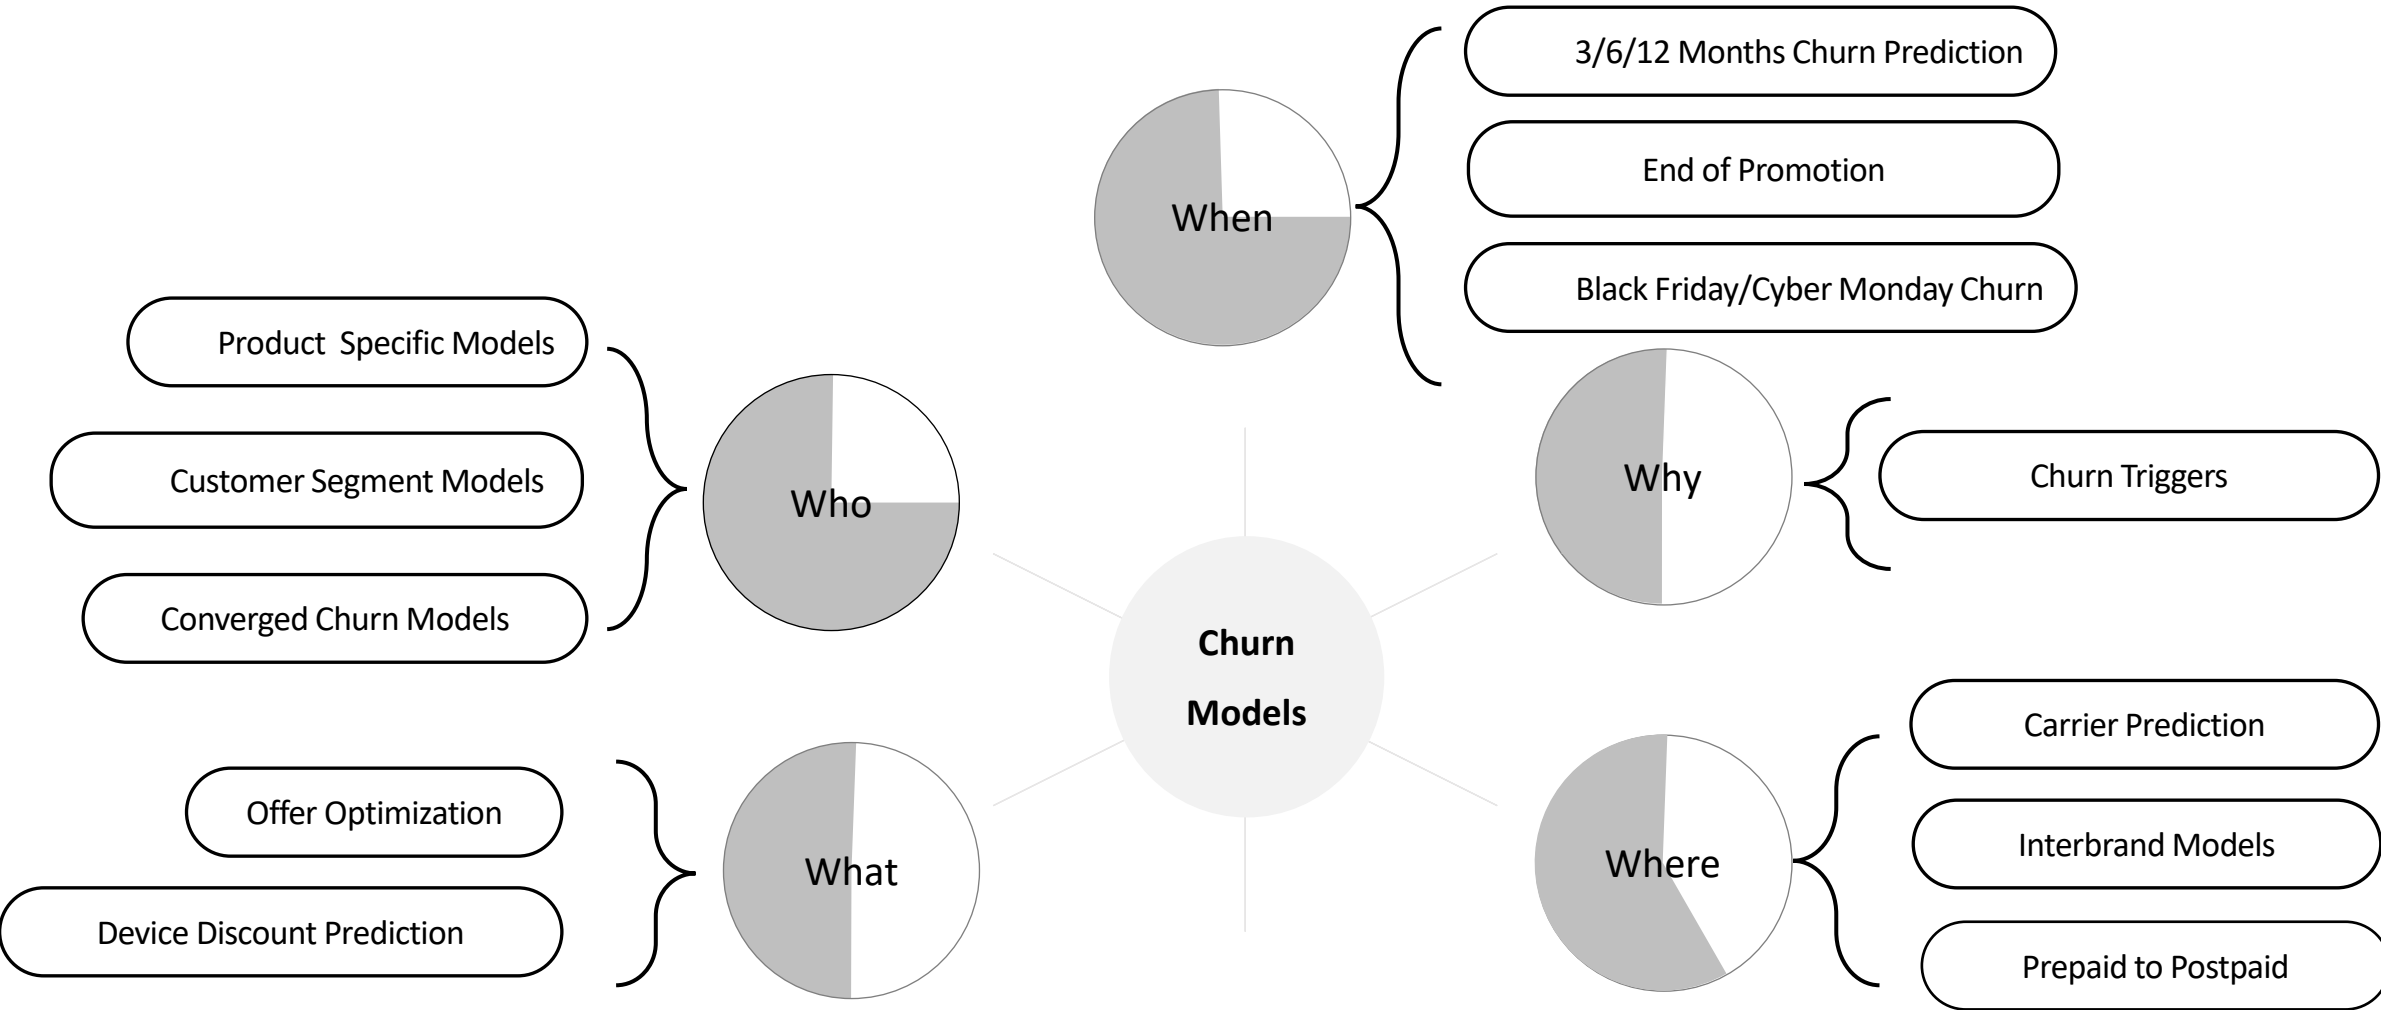 3/6/12 Months Churn Prediction
End of Promotion
When
Black Friday/Cyber Monday Churn
Product  Specific Models
Customer Segment Models
Who
Converged Churn Models
Why
Churn Triggers
Churn
Models
Offer Optimization
What
Device Discount Prediction
Carrier Prediction
Interbrand Models
Where
Prepaid to Postpaid